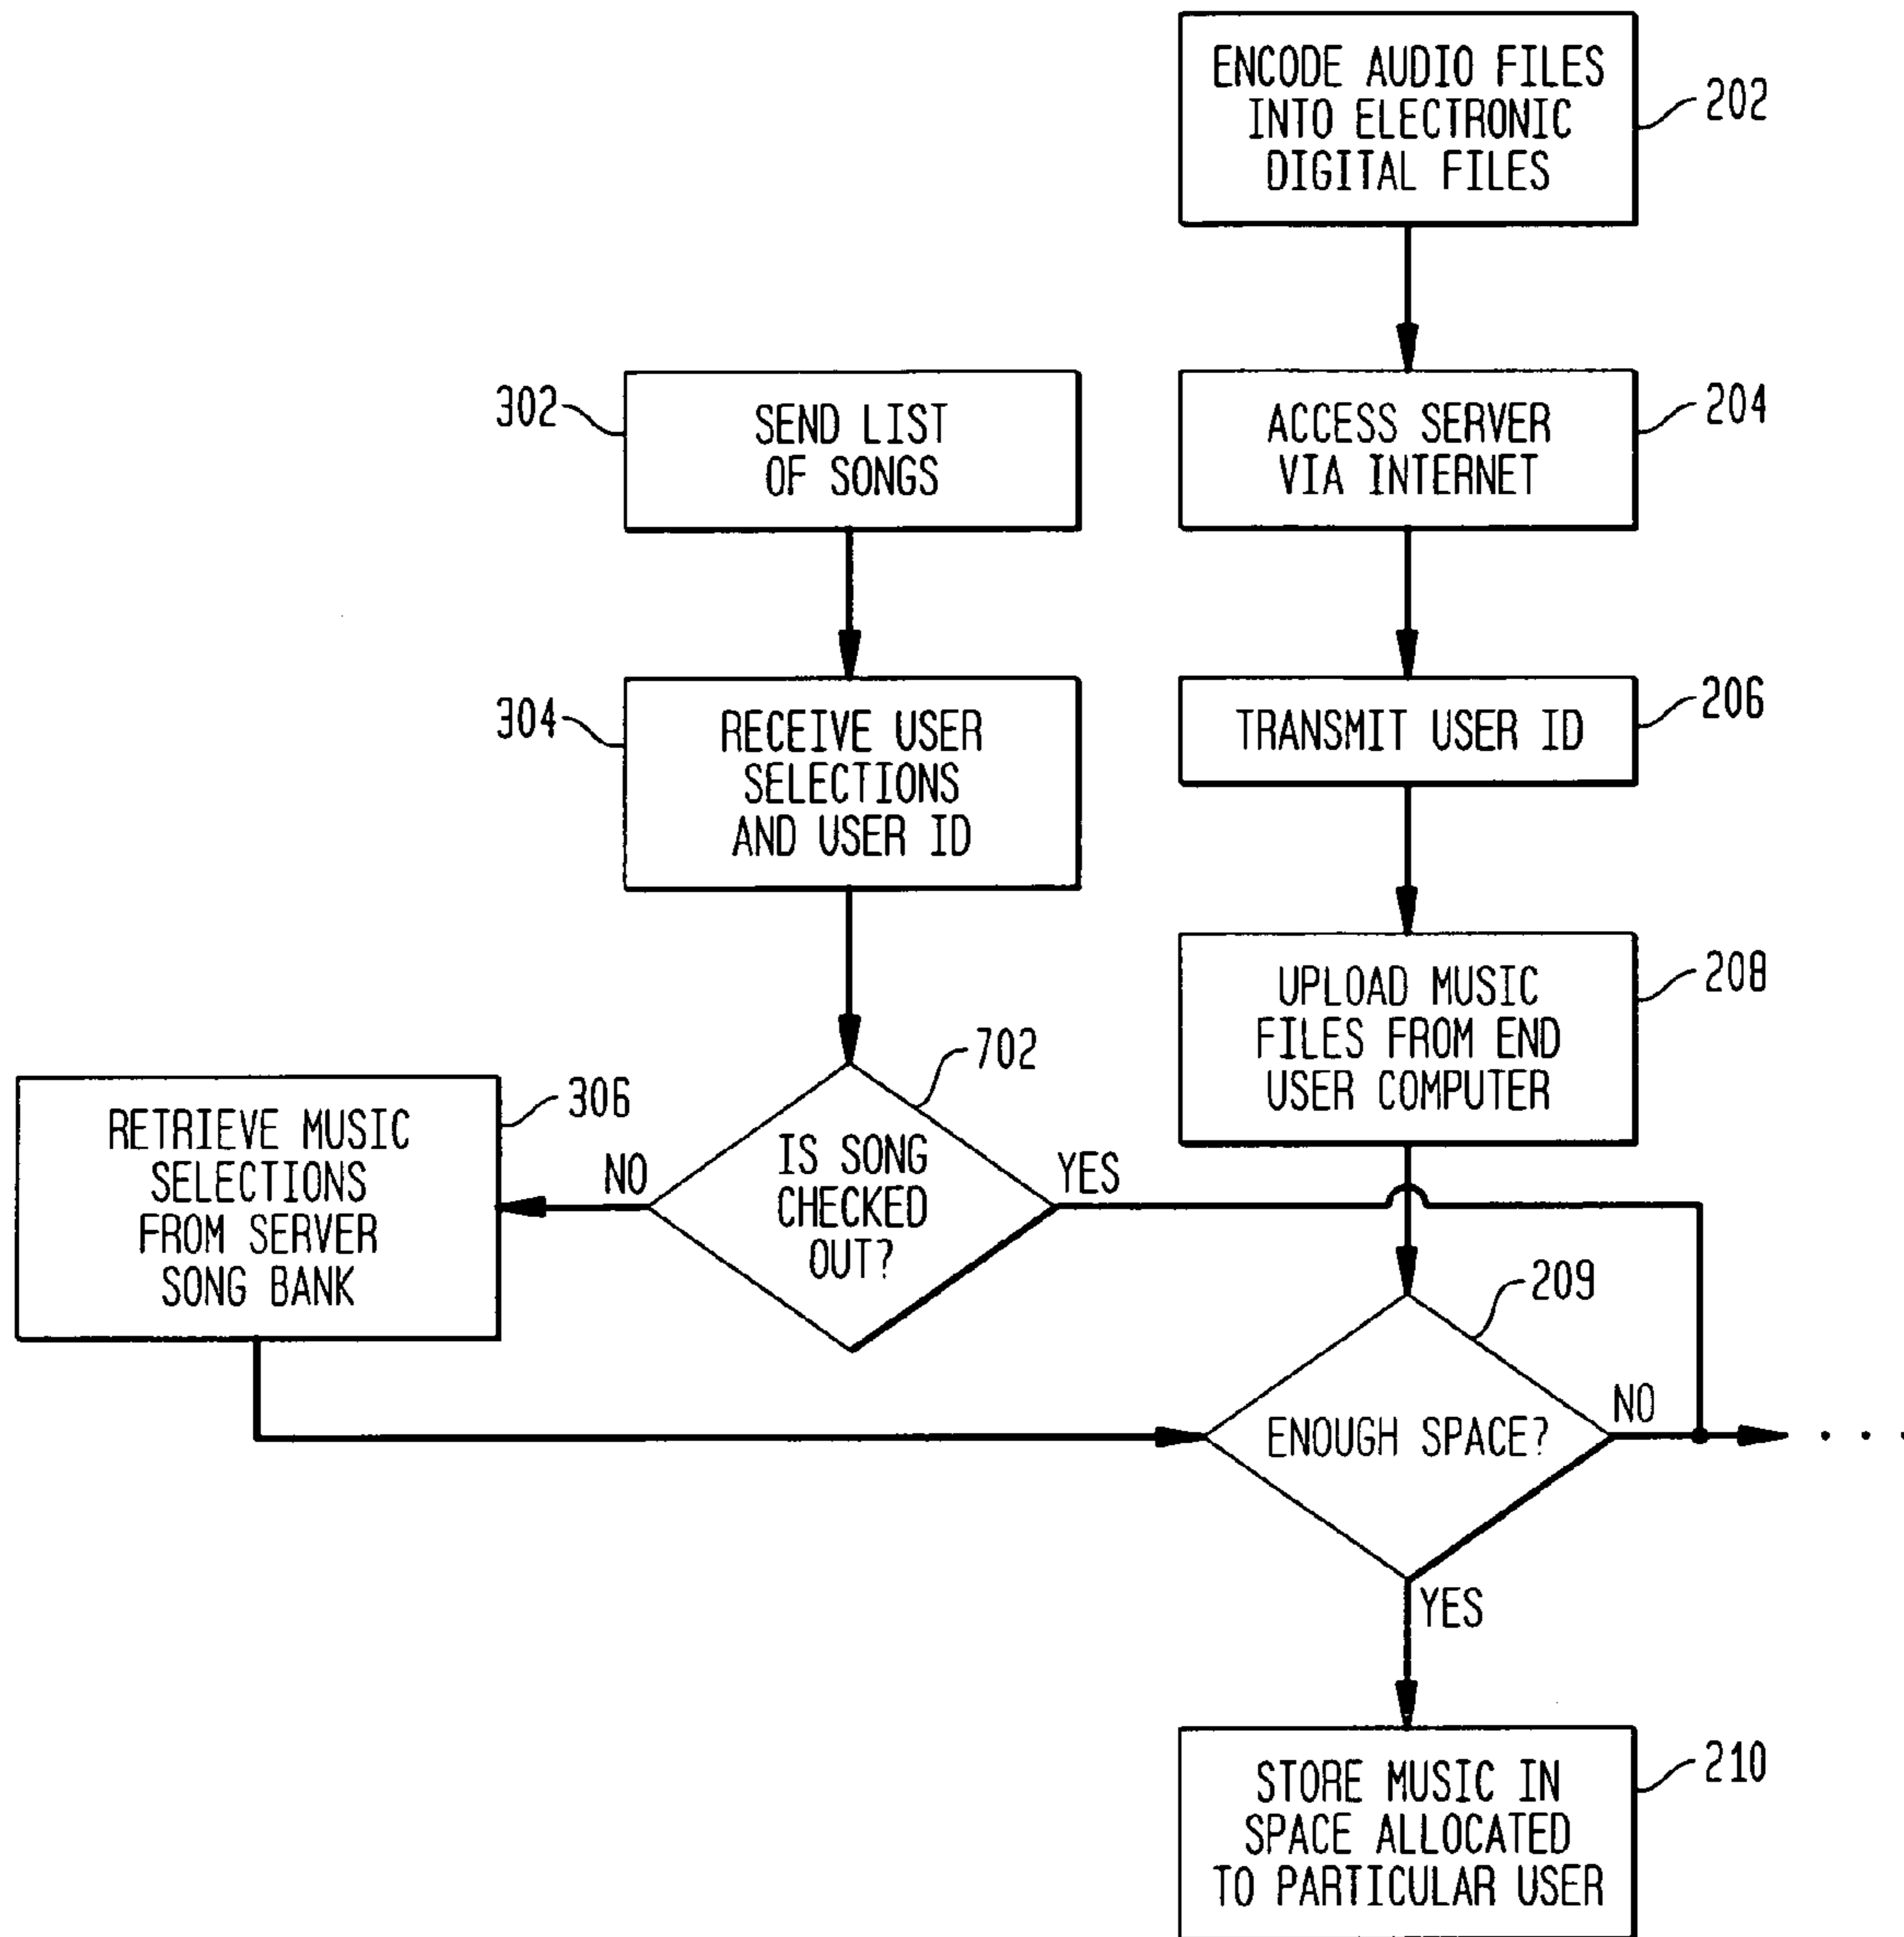 ENCODE AUDIO FILES
INTO ELECTRONIC
DIGITAL FILES
202
302
SEND LIST
OF SONGS
ACCESS SERVER
VIA INTERNET
204
304
RECEIVE USER
SELECTIONS
AND USER ID
TRANSMIT USER ID
206
UPLOAD MUSIC
FILES FROM END
USER COMPUTER
208
RETRIEVE MUSIC
SELECTIONS
FROM SERVER
SONG BANK
306
NO
702
IS SONG
CHECKED
OUT?
YES
209
ENOUGH SPACE?
NO
. . .
YES
STORE MUSIC IN
SPACE ALLOCATED
TO PARTICULAR USER
210